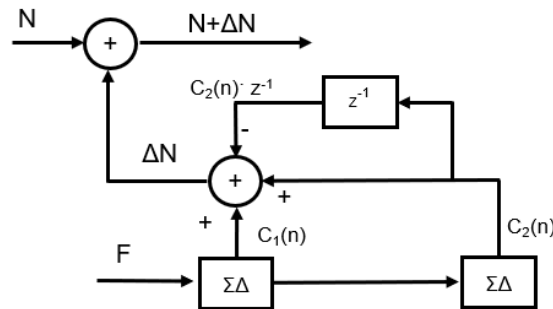 N
N+ΔN
+
C₂(n)· z⁻¹
z⁻¹
-
ΔN
+
+
+
C₁(n)
C₂(n)
F
ΣΔ
ΣΔ